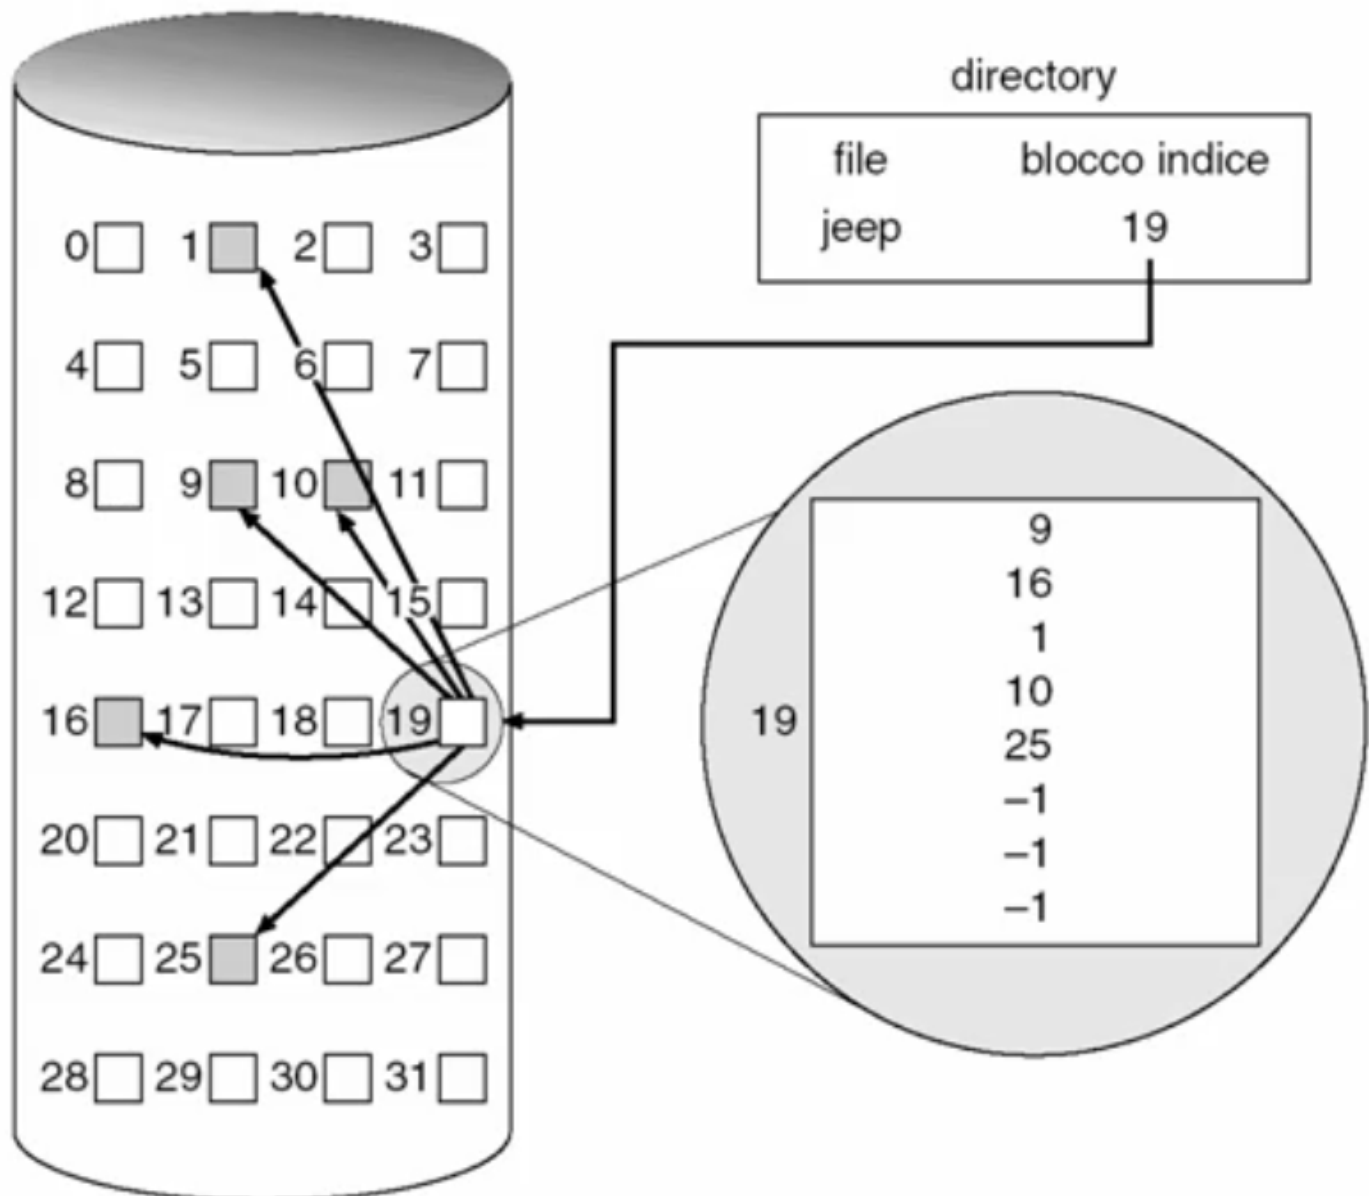 directory
file blocco indice
jeep 19
0 1 2 3
4 5 6 7
8 9 10 11
12 13 14 15
16 17 18 19
20 21 22 23
24 25 26 27
28 29 30 31
19
9
16
1
10
25
–1
–1
–1